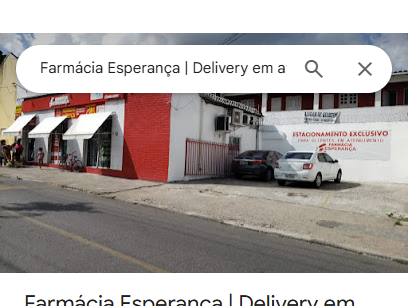 Farmácia Esperança | Delivery em a
ESTACIONAMENTO EXCLUSIVO
PARA CLIENTES EM ATENDIMENTO
FARMÁCIA
ESPERANÇA
Farmácia Esperança | Delivery em